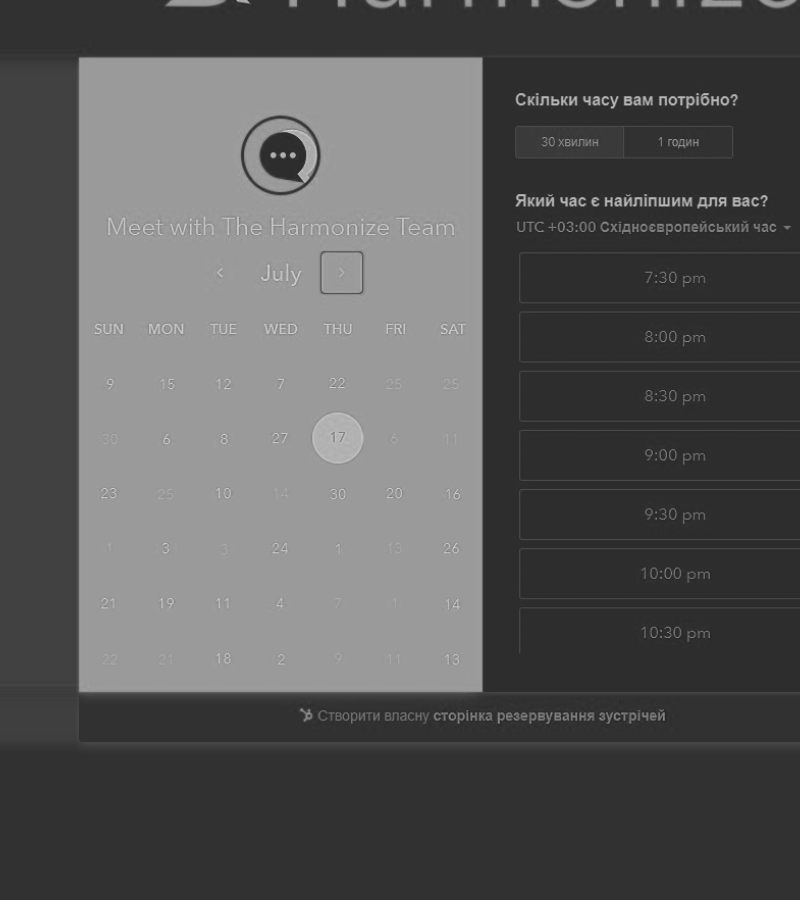 Harmonize
Meet with The Harmonize Team
July
SUN MON TUE WED THU FRI SAT
9 15 12 7 22 25 25
30 6 8 27 17 6 11
23 25 10 14 30 20 16
1 3 3 24 1 13 26
21 19 11 4 7 1 14
22 21 18 2 9 11 13
Скільки часу вам потрібно?
30 хвилин 1 годин
Який час є найліпшим для вас?
UTC +03:00 Східноєвропейський час
7:30 pm
8:00 pm
8:30 pm
9:00 pm
9:30 pm
10:00 pm
10:30 pm
Створити власну сторінка резервування зустрічей